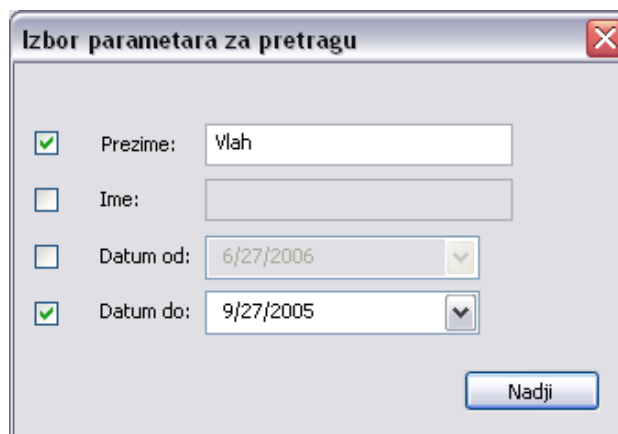 Izbor parametara za pretragu
Prezime: Vlah
Ime:
Datum od: 6/27/2006
Datum do: 9/27/2005
Nadji